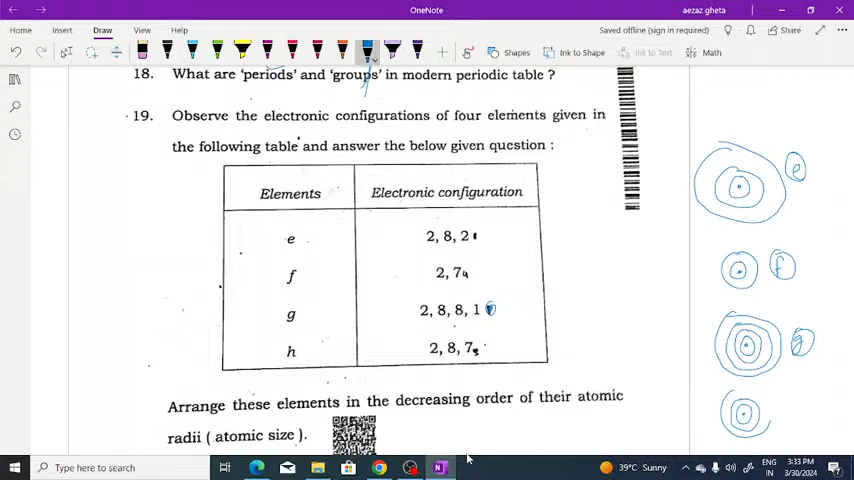 OneNote
aezaz gheta
Home Insert Draw View Help
Saved offline (sign in required)
Share
Shapes
Ink to Shape
Ink to Text
Math
18. What are 'periods' and 'groups' in modern periodic table ?
19. Observe the electronic configurations of four elements given in
the following table and answer the below given question :
Elements Electronic configuration
e 2, 8, 2
f 2, 7
g 2, 8, 8, 1
h 2, 8, 7
Arrange these elements in the decreasing order of their atomic
radii ( atomic size ).
e
f
g
Type here to search
39°C Sunny
ENG
IN
3:33 PM
3/30/2024